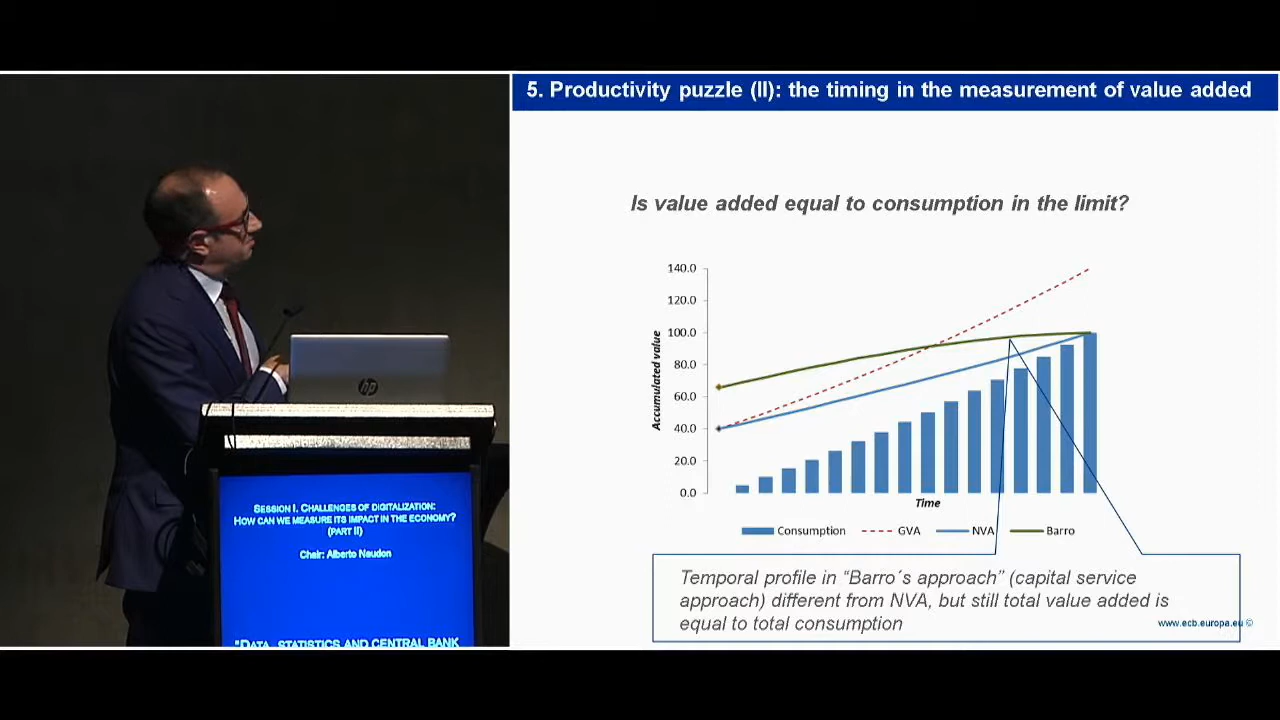 5. Productivity puzzle (II): the timing in the measurement of value added
Is value added equal to consumption in the limit?
140.0
120.0
100.0
80.0
60.0
40.0
20.0
0.0
Accumulated value
Time
Consumption GVA NVA Barro
Temporal profile in “Barro´s approach” (capital service
approach) different from NVA, but still total value added is
equal to total consumption
www.ecb.europa.eu ©
hp
SESSION I. CHALLENGES OF DIGITALIZATION:
HOW CAN WE MEASURE ITS IMPACT IN THE ECONOMY?
(PART II)
Chair: Alberto Naudon
"DATA, STATISTICS AND CENTRAL BANK